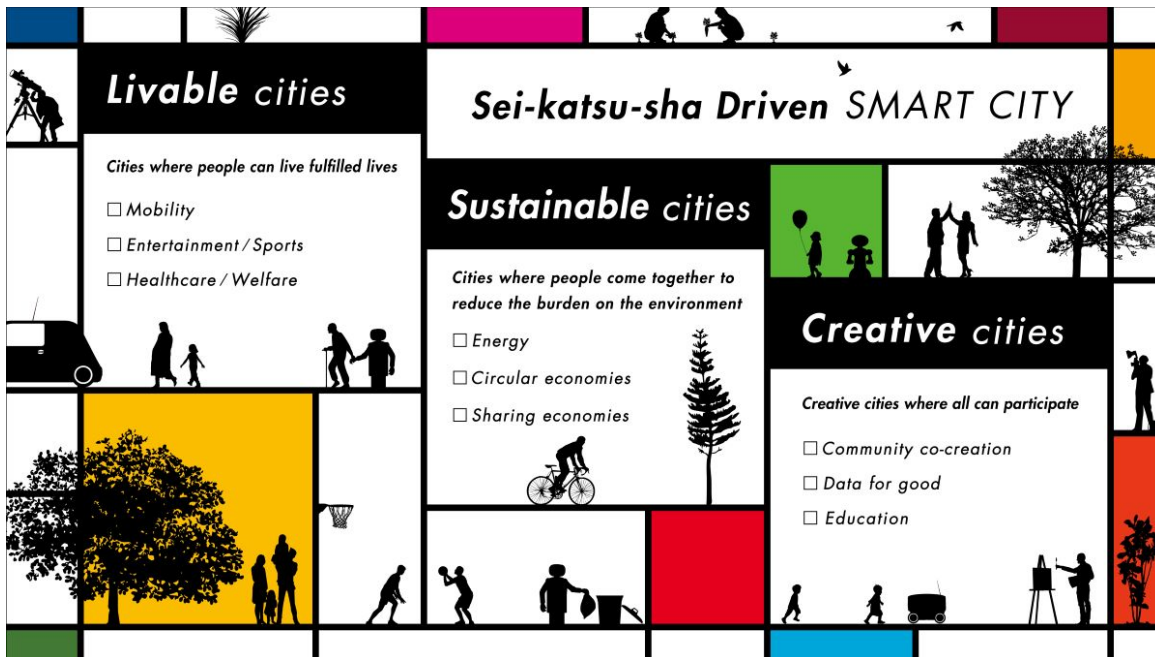 Sei-katsu-sha Driven SMART CITY
Livable cities
Cities where people can live fulfilled lives
☐ Mobility
☐ Entertainment / Sports
☐ Healthcare / Welfare
Sustainable cities
Cities where people come together to
reduce the burden on the environment
☐ Energy
☐ Circular economies
☐ Sharing economies
Creative cities
Creative cities where all can participate
☐ Community co-creation
☐ Data for good
☐ Education